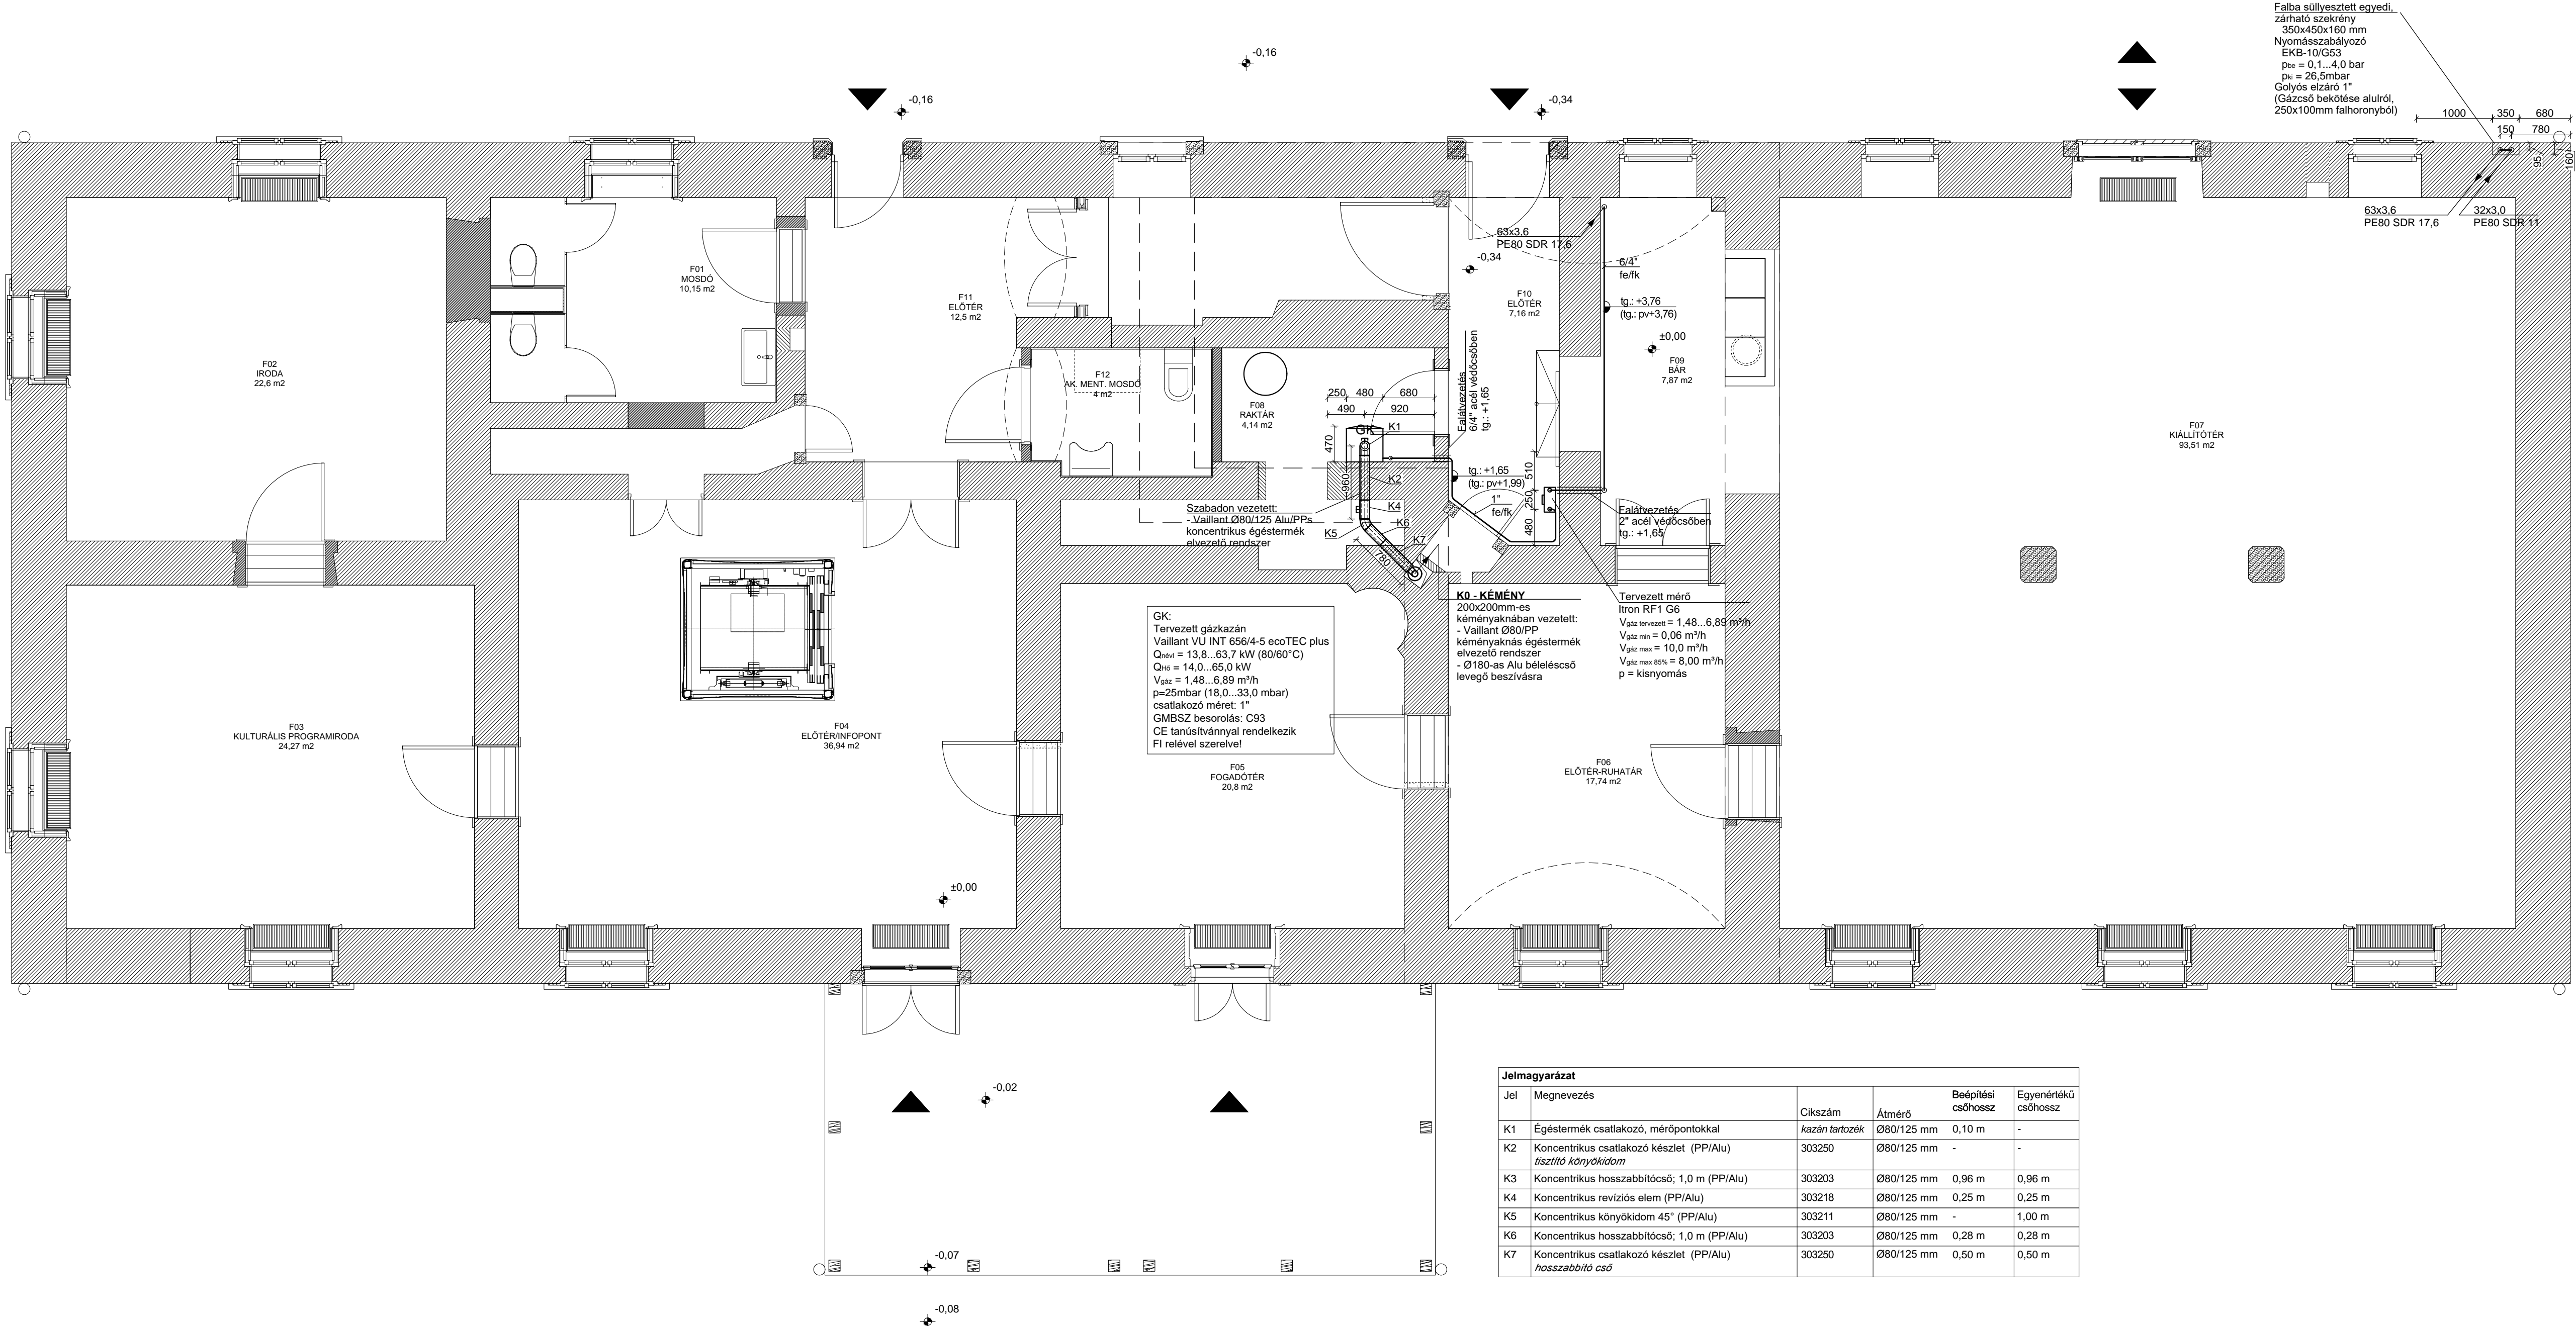 Falba süllyesztett egyedi,
zárható szekrény
350x450x160 mm
Nyomásszabályozó
EKB-10/G53
pbe = 0,1...4,0 bar
pki = 26,5mbar
Golyós elzáró 1"
(Gázcső bekötése alulról,
250x100mm falhoronyból)
-0,16
-0,16
-0,34
1000
350
680
150
780
95
160
63x3,6
PE80 SDR 17,6
32x3,0
PE80 SDR 11
63x3,6
PE80 SDR 17,6
-0,34
6/4"
fe/fk
tg.: +3,76
(tg.: pv+3,76)
±0,00
F01
MOSDÓ
10,15 m2
F11
ELŐTÉR
12,5 m2
F10
ELŐTÉR
7,16 m2
F09
BÁR
7,87 m2
F02
IRODA
22,6 m2
F12
AK. MENT. MOSDÓ
4 m2
F08
RAKTÁR
4,14 m2
F07
KIÁLLÍTÓTÉR
93,51 m2
250
480
680
490
920
470
GK
K1
Falátvezetés
6/4" acél védőcsőben
tg.: +1,65
960
K2
E
K4
K5
K6
K7
780
tg.: +1,65
(tg.: pv+1,99)
1"
fe/fk
510
250
480
Szabadon vezetett:
- Vaillant Ø80/125 Alu/PPs
koncentrikus égéstermék
elvezető rendszer
Falátvezetés
2" acél védőcsőben
tg.: +1,65
K0 - KÉMÉNY
200x200mm-es
kéményaknában vezetett:
- Vaillant Ø80/PP
kéményaknás égéstermék
elvezető rendszer
- Ø180-as Alu béleléscső
levegő beszívásra
Tervezett mérő
Itron RF1 G6
Vgáz tervezett = 1,48...6,89 m³/h
Vgáz min = 0,06 m³/h
Vgáz max = 10,0 m³/h
Vgáz max 85% = 8,00 m³/h
p = kisnyomás
GK:
Tervezett gázkazán
Vaillant VU INT 656/4-5 ecoTEC plus
Qnévl = 13,8...63,7 kW (80/60°C)
QHő = 14,0...65,0 kW
Vgáz = 1,48...6,89 m³/h
p=25mbar (18,0...33,0 mbar)
csatlakozó méret: 1"
GMBSZ besorolás: C93
CE tanúsítvánnyal rendelkezik
FI relével szerelve!
F03
KULTURÁLIS PROGRAMIRODA
24,27 m2
F04
ELŐTÉR/INFOPONT
36,94 m2
F05
FOGADÓTÉR
20,8 m2
F06
ELŐTÉR-RUHATÁR
17,74 m2
±0,00
-0,02
-0,07
-0,08
Jelmagyarázat
Jel Megnevezés Cikszám Átmérő Beépítési csőhossz Egyenértékű csőhossz
K1 Égéstermék csatlakozó, mérőpontokkal kazán tartozék Ø80/125 mm 0,10 m -
K2 Koncentrikus csatlakozó készlet (PP/Alu) 303250 Ø80/125 mm - -
tisztító könyökidom
K3 Koncentrikus hosszabbítócső; 1,0 m (PP/Alu) 303203 Ø80/125 mm 0,96 m 0,96 m
K4 Koncentrikus revíziós elem (PP/Alu) 303218 Ø80/125 mm 0,25 m 0,25 m
K5 Koncentrikus könyökidom 45° (PP/Alu) 303211 Ø80/125 mm - 1,00 m
K6 Koncentrikus hosszabbítócső; 1,0 m (PP/Alu) 303203 Ø80/125 mm 0,28 m 0,28 m
K7 Koncentrikus csatlakozó készlet (PP/Alu) 303250 Ø80/125 mm 0,50 m 0,50 m
hosszabbító cső